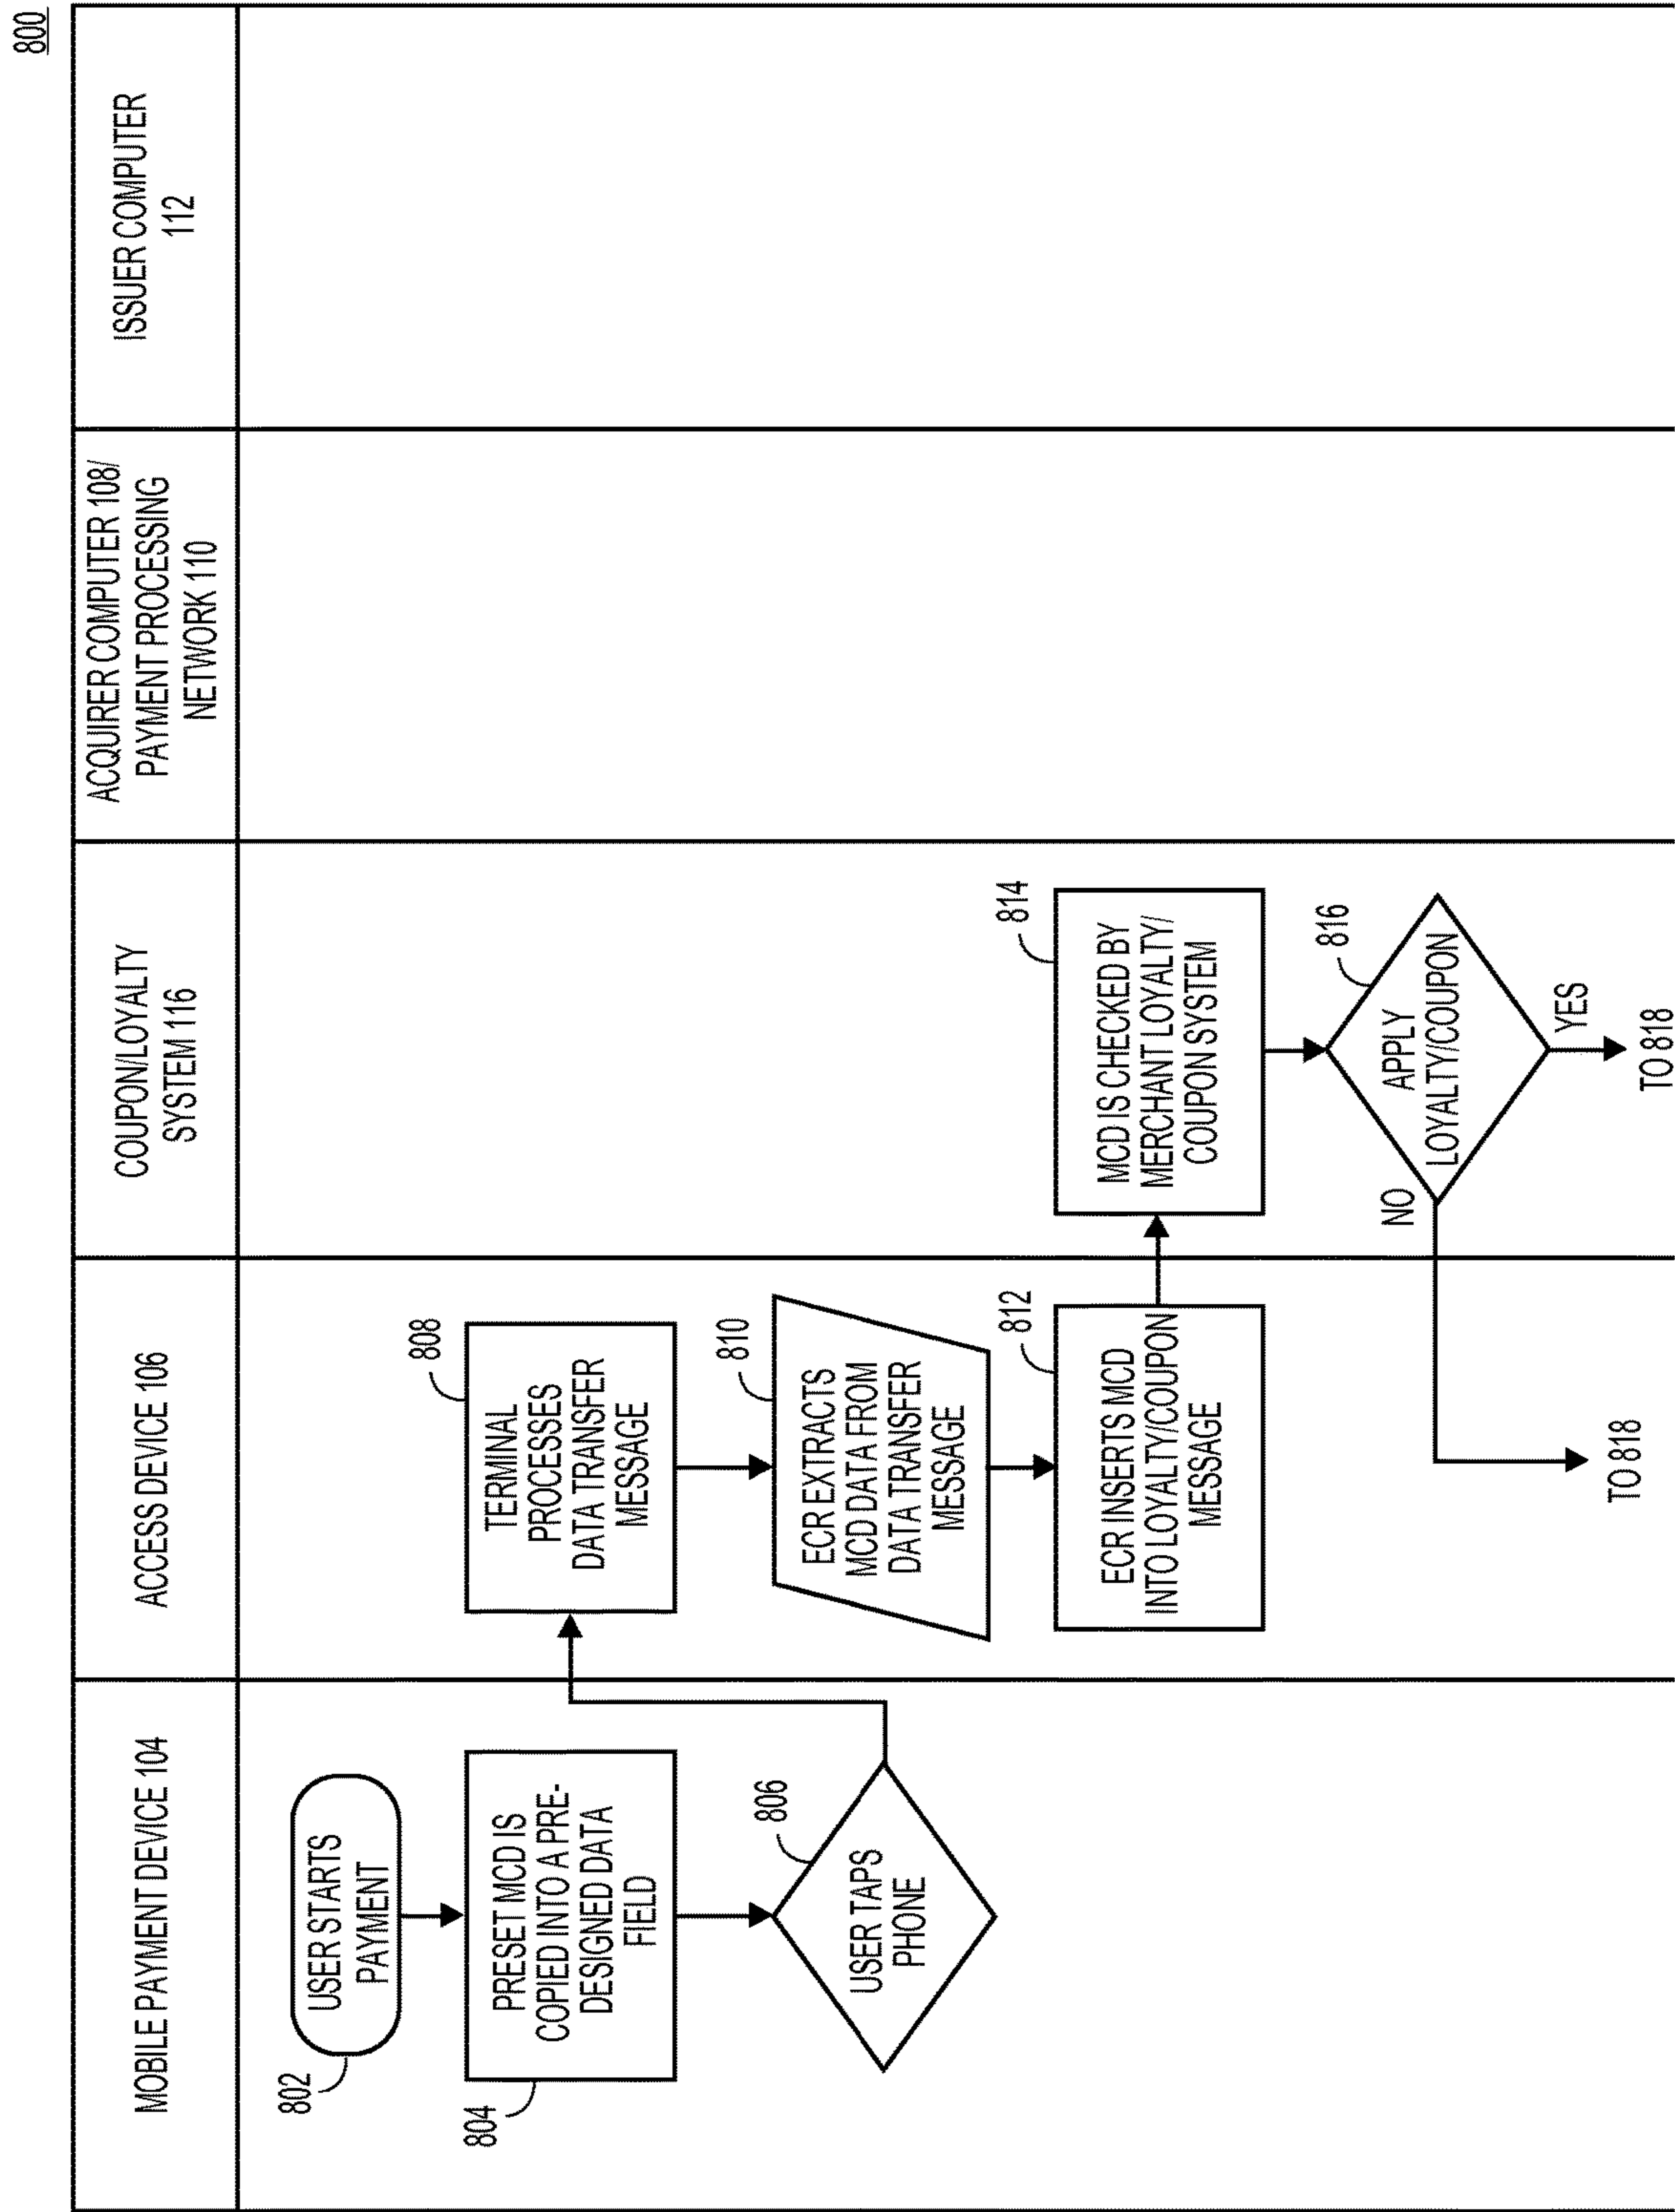 800
MOBILE PAYMENT DEVICE 104
ACCESS DEVICE 106
COUPON/LOYALTY
SYSTEM 116
ACQUIRER COMPUTER 108/
PAYMENT PROCESSING
NETWORK 110
ISSUER COMPUTER
112
802
USER STARTS
PAYMENT
804
PRESET MCD IS
COPIED INTO A PRE-
DESIGNED DATA
FIELD
806
USER TAPS
PHONE
808
TERMINAL
PROCESSES
DATA TRANSFER
MESSAGE
810
ECR EXTRACTS
MCD DATA FROM
DATA TRANSFER
MESSAGE
812
ECR INSERTS MCD
INTO LOYALTY/COUPON
MESSAGE
814
MCD IS CHECKED BY
MERCHANT LOYALTY/
COUPON SYSTEM
816
APPLY
LOYALTY/COUPON
NO
YES
TO 818
TO 818